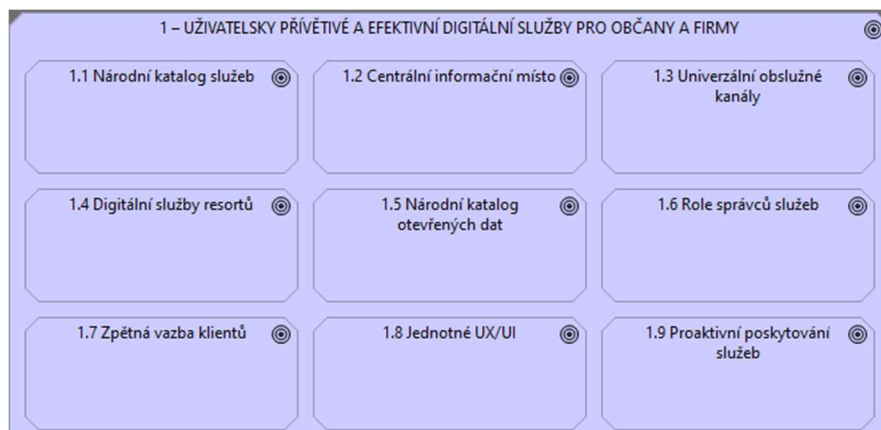 1 – UŽIVATELSKY PŘÍVĚTIVÉ A EFEKTIVNÍ DIGITÁLNÍ SLUŽBY PRO OBČANY A FIRMY
1.1 Národní katalog služeb
1.2 Centrální informační místo
1.3 Univerzální obslužné
kanály
1.4 Digitální služby resortů
1.5 Národní katalog
otevřených dat
1.6 Role správců služeb
1.7 Zpětná vazba klientů
1.8 Jednotné UX/UI
1.9 Proaktivní poskytování
služeb